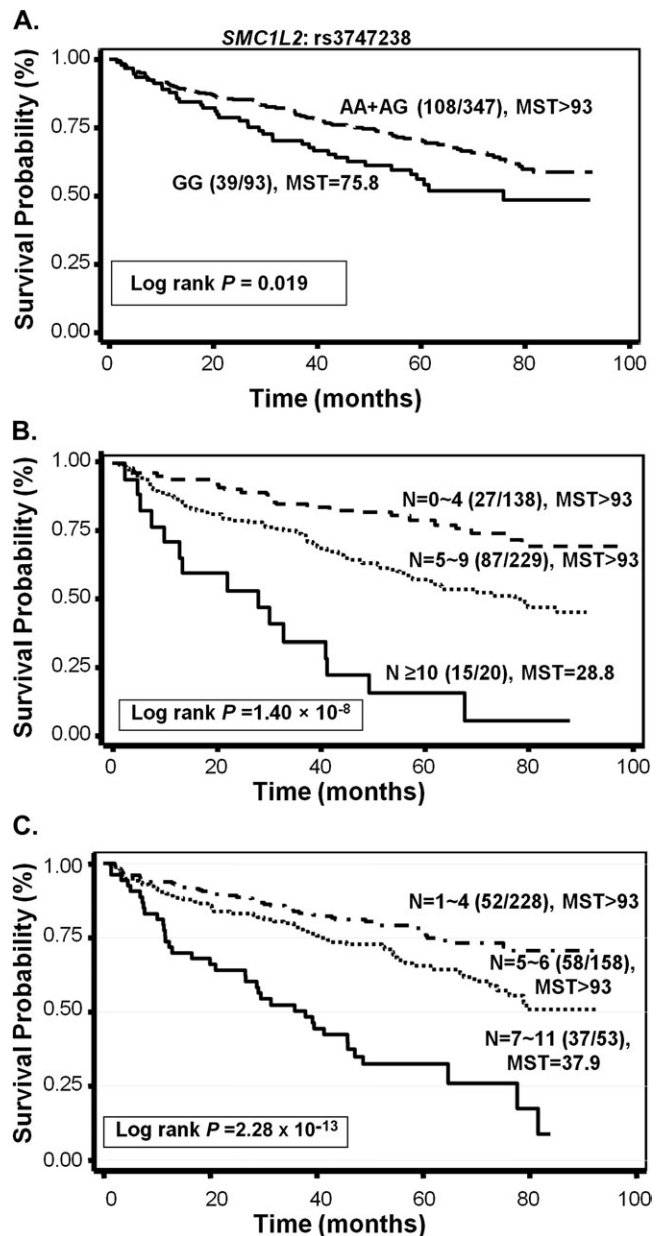 A.
SMC1L2: rs3747238
Survival Probability (%)
1.00
0.75
0.50
0.25
0.00
AA+AG (108/347), MST>93
GG (39/93), MST=75.8
Log rank P = 0.019
0 20 40 60 80 100
Time (months)
B.
Survival Probability (%)
1.00
0.75
0.50
0.25
0.00
N=0~4 (27/138), MST>93
N=5~9 (87/229), MST>93
N ≥10 (15/20), MST=28.8
Log rank P =1.40 × 10-8
0 20 40 60 80 100
Time (months)
C.
Survival Probability (%)
1.00
0.75
0.50
0.25
0.00
N=1~4 (52/228), MST>93
N=5~6 (58/158),
MST>93
N=7~11 (37/53),
MST=37.9
Log rank P =2.28 x 10-13
0 20 40 60 80 100
Time (months)